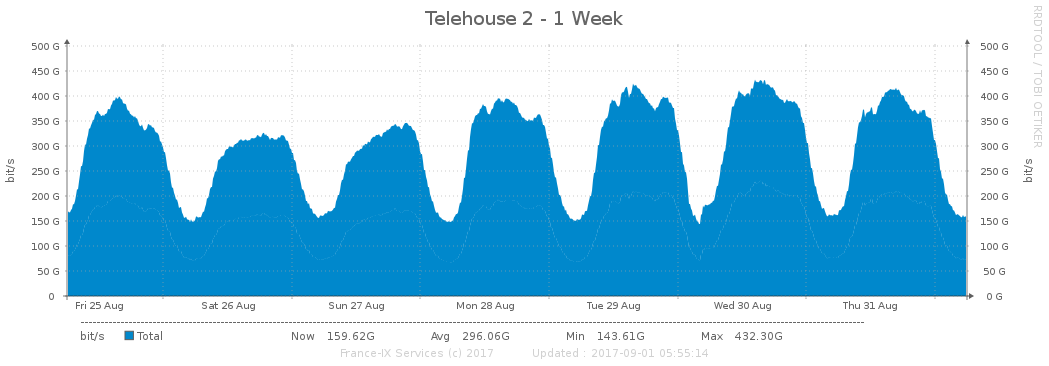 Telehouse 2 - 1 Week
RRDTOOL / TOBI OETIKER
500 G 500 G
450 G 450 G
400 G 400 G
350 G 350 G
300 G 300 G
250 G 250 G
200 G 200 G
150 G 150 G
100 G 100 G
50 G 50 G
0 0 G
bit/s
bit/s
Fri 25 Aug Sat 26 Aug Sun 27 Aug Mon 28 Aug Tue 29 Aug Wed 30 Aug Thu 31 Aug
bit/s Total Now 159.62G Avg 296.06G Min 143.61G Max 432.30G
France-IX Services (c) 2017 Updated : 2017-09-01 05:55:14